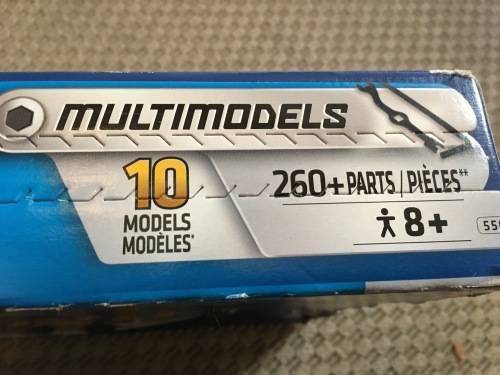 MULTIMODELS
10
MODELS
MODÈLES*
260+ PARTS / PIÈCES**
8+